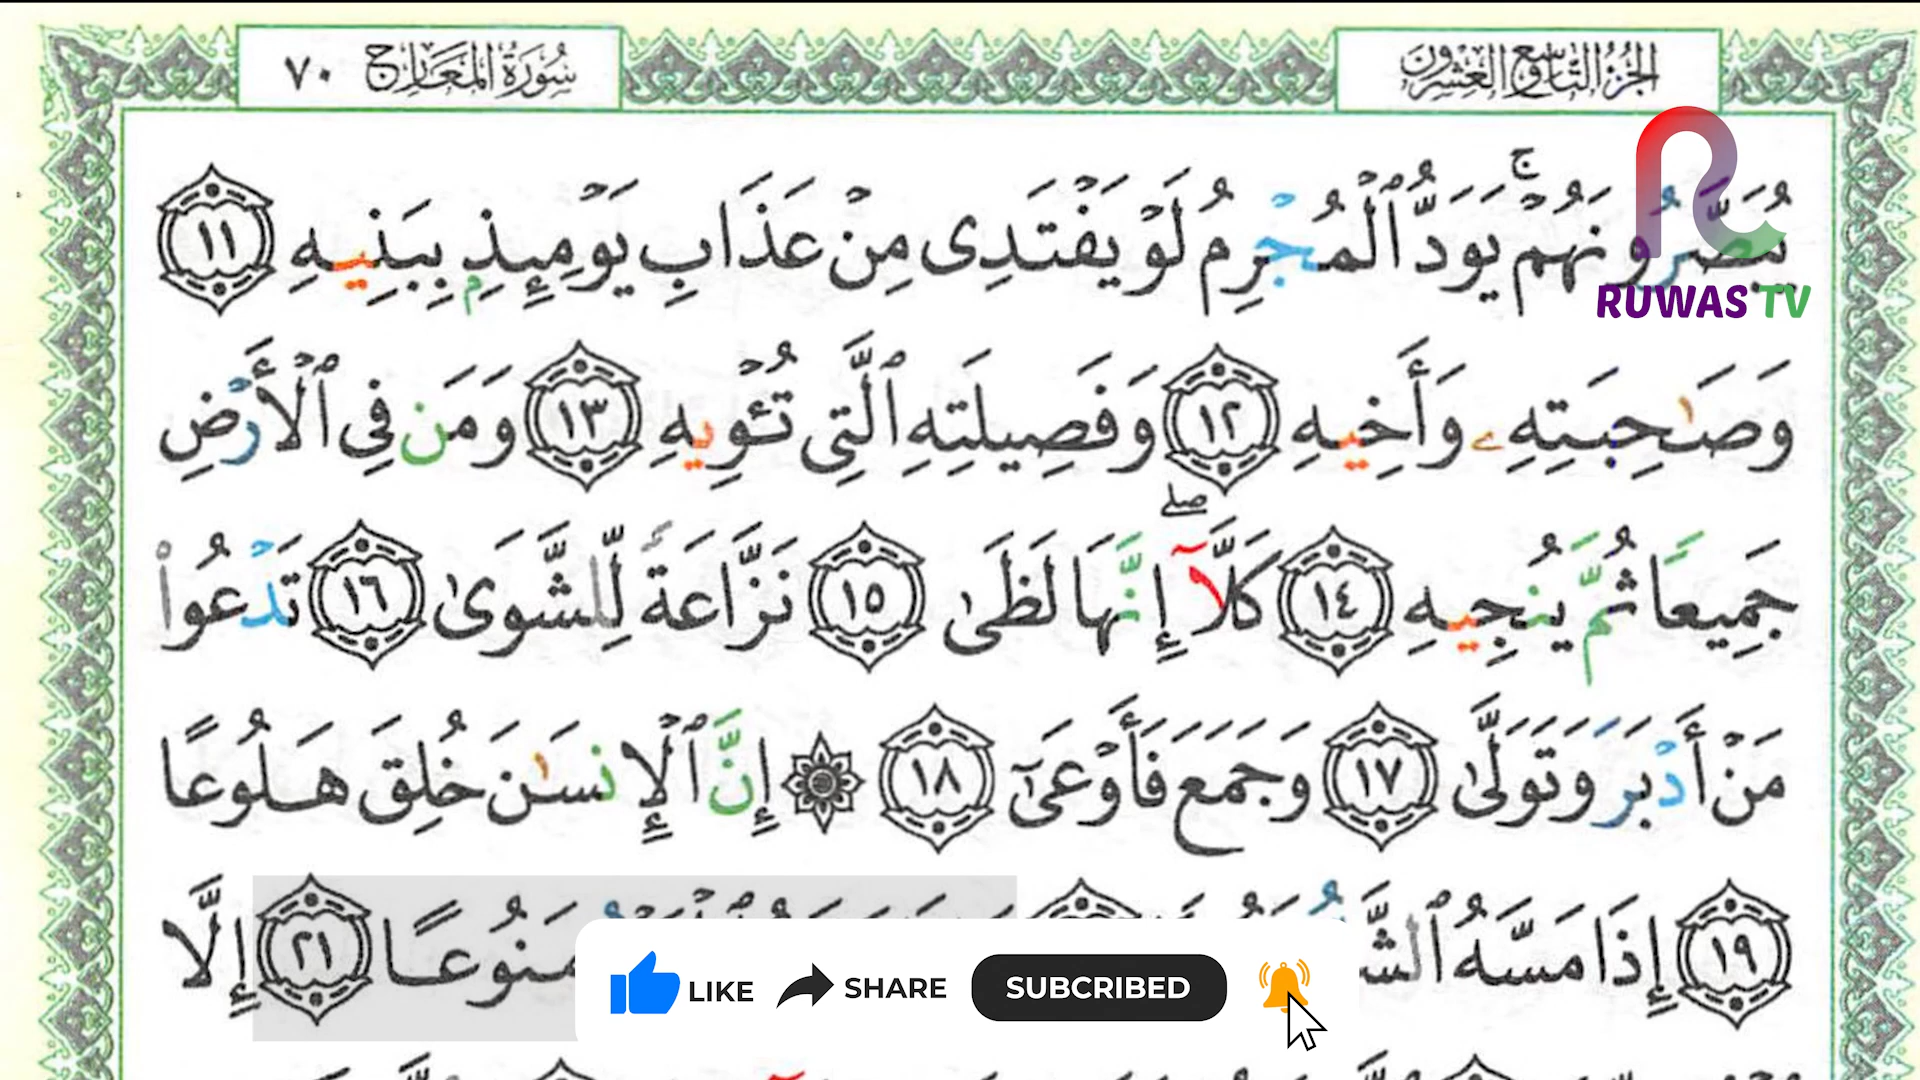 سُورَةُ المَعَارِجِ ٧٠
الجُزْءُ التَّاسِعُ وَالعِشْرُونَ
يُبَصَّرُونَهُمْ ۚ يَوَدُّ ٱلْمُجْرِمُ لَوْ يَفْتَدِى مِنْ عَذَابِ يَوْمِئِذِۭ بِبَنِيهِ ١١
وَصَـٰحِبَتِهِۦ وَأَخِيهِ ١٢ وَفَصِيلَتِهِ ٱلَّتِى تُـْٔوِيهِ ١٣ وَمَن فِى ٱلْأَرْضِ
جَمِيعًا ثُمَّ يُنجِيهِ ١٤ كَلَّآ ۖ إِنَّهَا لَظَىٰ ١٥ نَزَّاعَةً لِّلشَّوَىٰ ١٦ تَدْعُوا۟
مَنْ أَدْبَرَ وَتَوَلَّىٰ ١٧ وَجَمَعَ فَأَوْعَىٰٓ ١٨ ۞ إِنَّ ٱلْإِنسَـٰنَ خُلِقَ هَلُوعًا
١٩ إِذَا مَسَّهُ مَنُوعًا ٢١ إِلَّا
RUWAS TV
LIKE SHARE SUBCRIBED